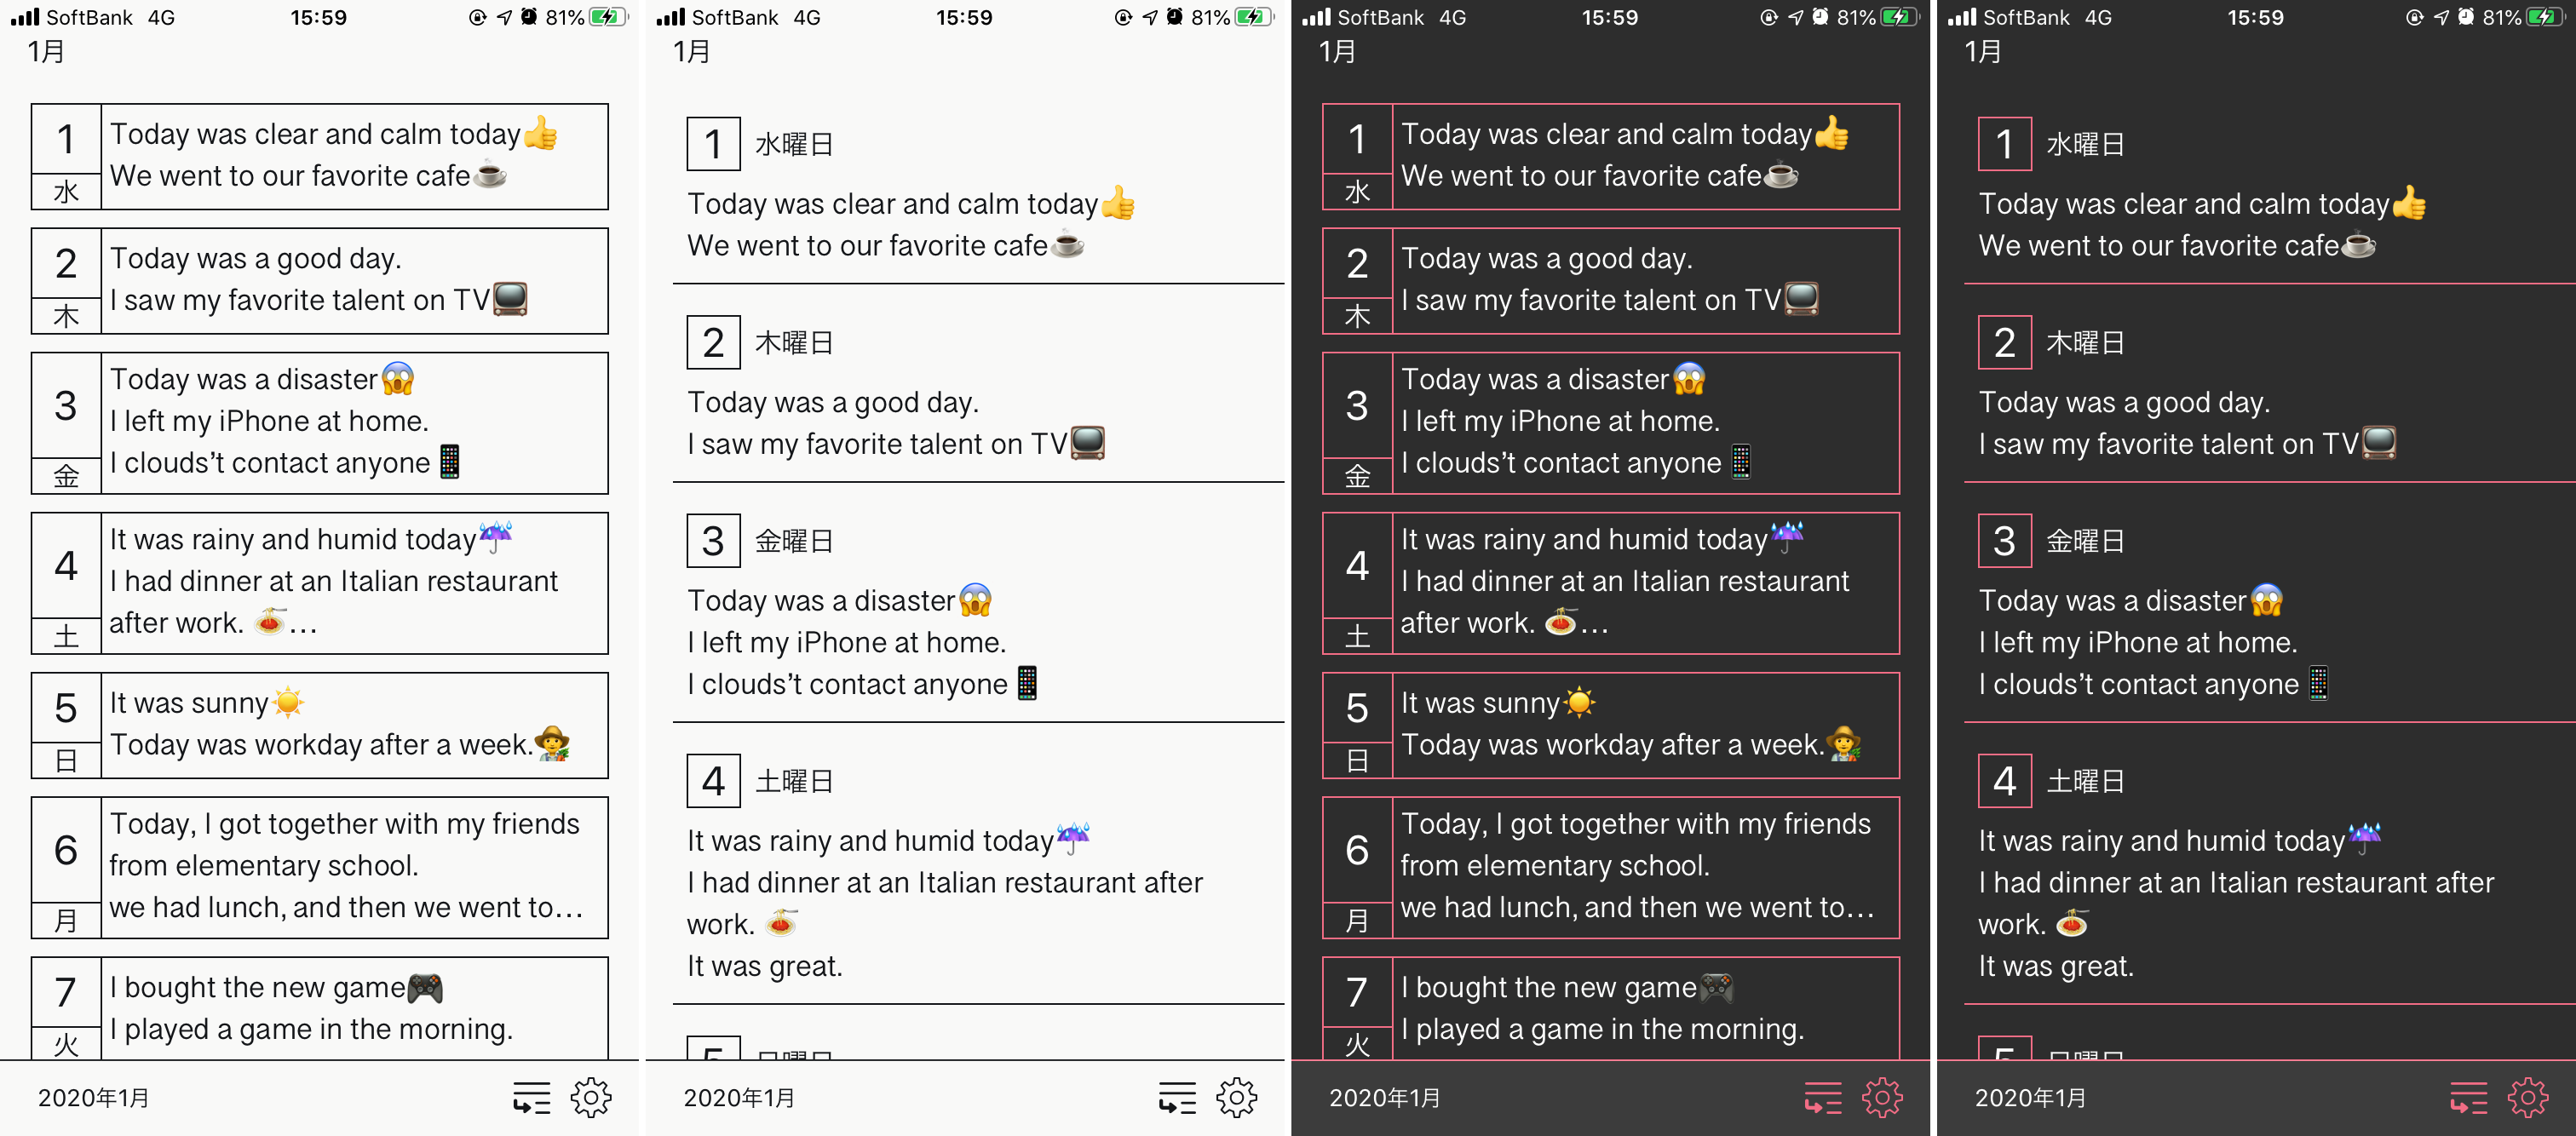 SoftBank 4G 15:59 81%
1月
1
水
Today was clear and calm today👍
We went to our favorite cafe☕
2
木
Today was a good day.
I saw my favorite talent on TV📺
3
金
Today was a disaster😱
I left my iPhone at home.
I clouds’t contact anyone📱
4
土
It was rainy and humid today☔
I had dinner at an Italian restaurant
after work. 🍝…
5
日
It was sunny☀️
Today was workday after a week.🧑‍🌾
6
月
Today, I got together with my friends
from elementary school.
we had lunch, and then we went to…
7
火
I bought the new game🎮
I played a game in the morning.
2020年1月
SoftBank 4G 15:59 81%
1月
1 水曜日
Today was clear and calm today👍
We went to our favorite cafe☕
2 木曜日
Today was a good day.
I saw my favorite talent on TV📺
3 金曜日
Today was a disaster😱
I left my iPhone at home.
I clouds’t contact anyone📱
4 土曜日
It was rainy and humid today☔
I had dinner at an Italian restaurant after
work. 🍝
It was great.
5 日曜日
2020年1月
SoftBank 4G 15:59 81%
1月
1
水
Today was clear and calm today👍
We went to our favorite cafe☕
2
木
Today was a good day.
I saw my favorite talent on TV📺
3
金
Today was a disaster😱
I left my iPhone at home.
I clouds’t contact anyone📱
4
土
It was rainy and humid today☔
I had dinner at an Italian restaurant
after work. 🍝…
5
日
It was sunny☀️
Today was workday after a week.🧑‍🌾
6
月
Today, I got together with my friends
from elementary school.
we had lunch, and then we went to…
7
火
I bought the new game🎮
I played a game in the morning.
2020年1月
SoftBank 4G 15:59 81%
1月
1 水曜日
Today was clear and calm today👍
We went to our favorite cafe☕
2 木曜日
Today was a good day.
I saw my favorite talent on TV📺
3 金曜日
Today was a disaster😱
I left my iPhone at home.
I clouds’t contact anyone📱
4 土曜日
It was rainy and humid today☔
I had dinner at an Italian restaurant after
work. 🍝
It was great.
5 日曜日
2020年1月